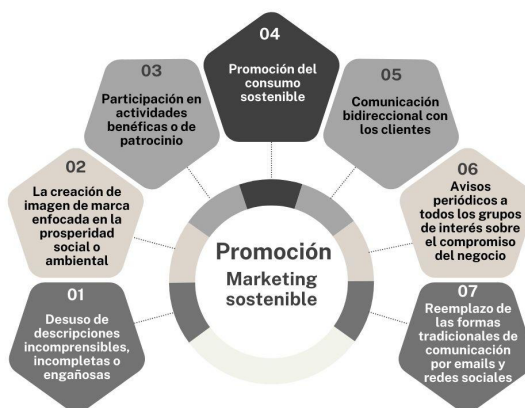 01
Desuso de
descripciones
incomprensibles,
incompletas o
engañosas
02
La creación de
imagen de marca
enfocada en la
prosperidad
social o
ambiental
03
Participación en
actividades
benéficas o de
patrocinio
04
Promoción del
consumo
sostenible
05
Comunicación
bidireccional con
los clientes
06
Avisos
periódicos a
todos los grupos
de interés sobre
el compromiso
del negocio
07
Reemplazo de
las formas
tradicionales de
comunicación
por emails y
redes sociales
Promoción
Marketing
sostenible